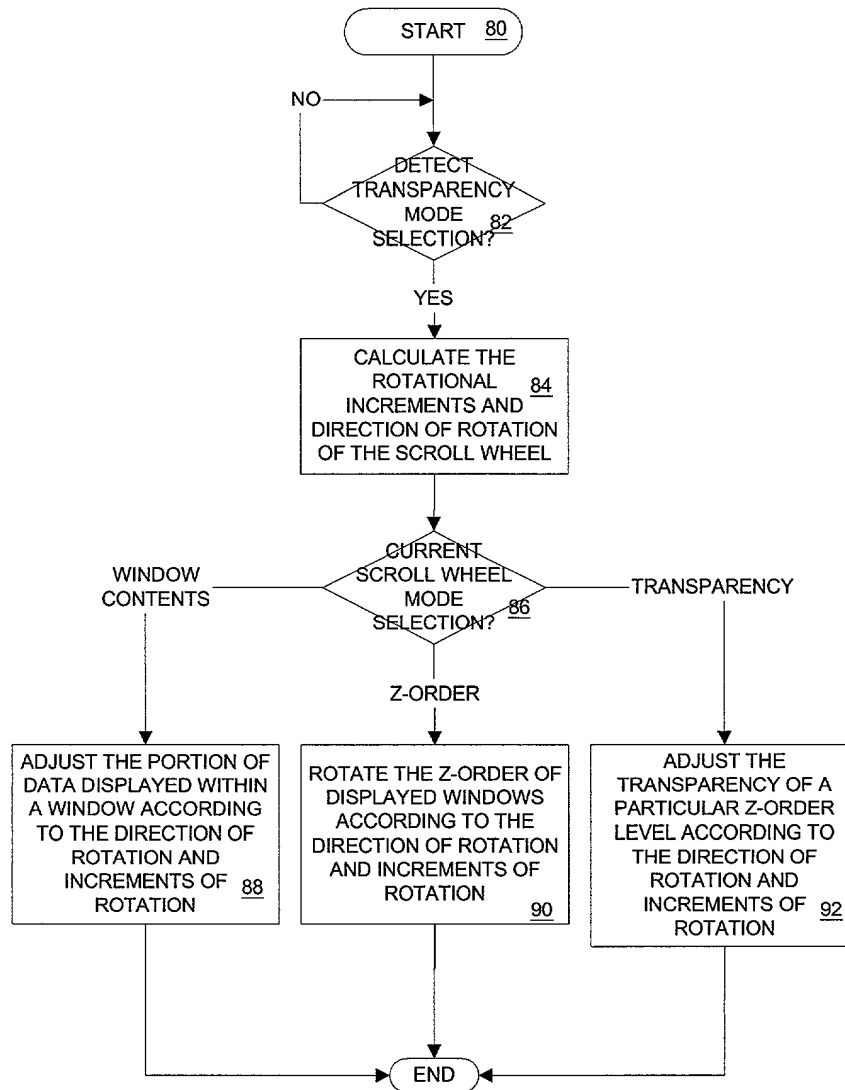 START 80
NO
DETECT
TRANSPARENCY
MODE 82
SELECTION?
YES
CALCULATE THE
ROTATIONAL 84
INCREMENTS AND
DIRECTION OF ROTATION
OF THE SCROLL WHEEL
CURRENT
SCROLL WHEEL
MODE
SELECTION? 86
WINDOW
CONTENTS
TRANSPARENCY
Z-ORDER
ADJUST THE PORTION OF
DATA DISPLAYED WITHIN
A WINDOW ACCORDING
TO THE DIRECTION OF
ROTATION AND
INCREMENTS OF
ROTATION 88
ROTATE THE Z-ORDER OF
DISPLAYED WINDOWS
ACCORDING TO THE
DIRECTION OF ROTATION
AND INCREMENTS OF
ROTATION
90
ADJUST THE
TRANSPARENCY OF A
PARTICULAR Z-ORDER
LEVEL ACCORDING TO
THE DIRECTION OF
ROTATION AND
INCREMENTS OF
ROTATION 92
END